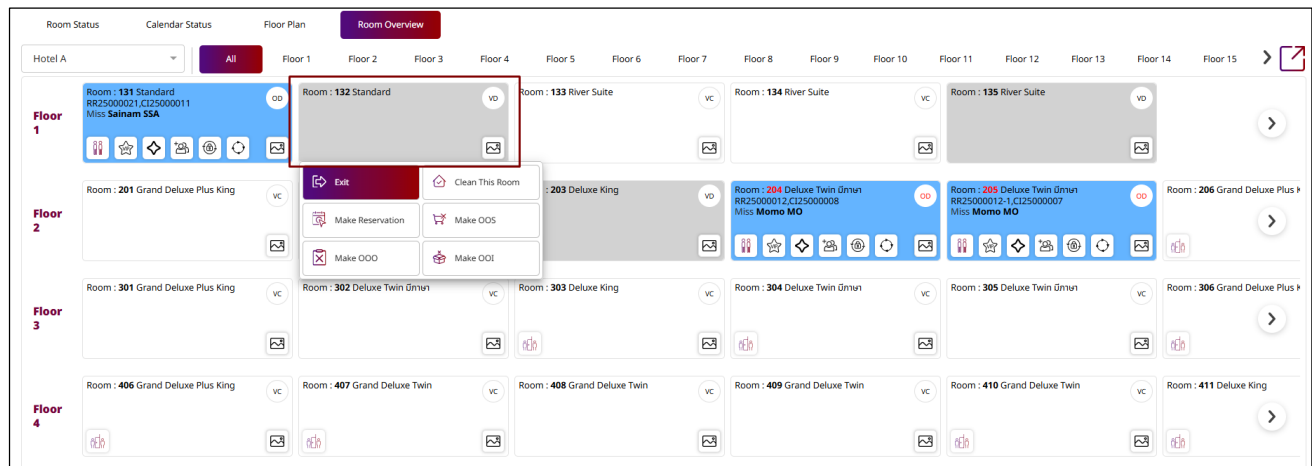 Room Status Calendar Status Floor Plan Room Overview
Hotel A All Floor 1 Floor 2 Floor 3 Floor 4 Floor 5 Floor 6 Floor 7 Floor 8 Floor 9 Floor 10 Floor 11 Floor 12 Floor 13 Floor 14 Floor 15
Floor
1
Room : 131 Standard
RR25000021,CI25000011
Miss Sainam SSA
OD
Room : 132 Standard
VD
Room : 133 River Suite
VC
Room : 134 River Suite
VC
Room : 135 River Suite
VD
Exit
Clean This Room
Make Reservation
Make OOS
Make OOO
Make OOI
Floor
2
Room : 201 Grand Deluxe Plus King
VC
: 203 Deluxe King
VD
Room : 204 Deluxe Twin มีภาษา
RR25000012,CI25000008
Miss Momo MO
OD
Room : 205 Deluxe Twin มีภาษา
RR25000012-1,CI25000007
Miss Momo MO
OD
Room : 206 Grand Deluxe Plus
Floor
3
Room : 301 Grand Deluxe Plus King
VC
Room : 302 Deluxe Twin มีภาษา
VC
Room : 303 Deluxe King
VC
Room : 304 Deluxe Twin มีภาษา
VC
Room : 305 Deluxe Twin มีภาษา
VC
Room : 306 Grand Deluxe Plus
Floor
4
Room : 406 Grand Deluxe Plus King
VC
Room : 407 Grand Deluxe Twin
VC
Room : 408 Grand Deluxe Twin
VC
Room : 409 Grand Deluxe Twin
VC
Room : 410 Grand Deluxe Twin
VC
Room : 411 Deluxe King